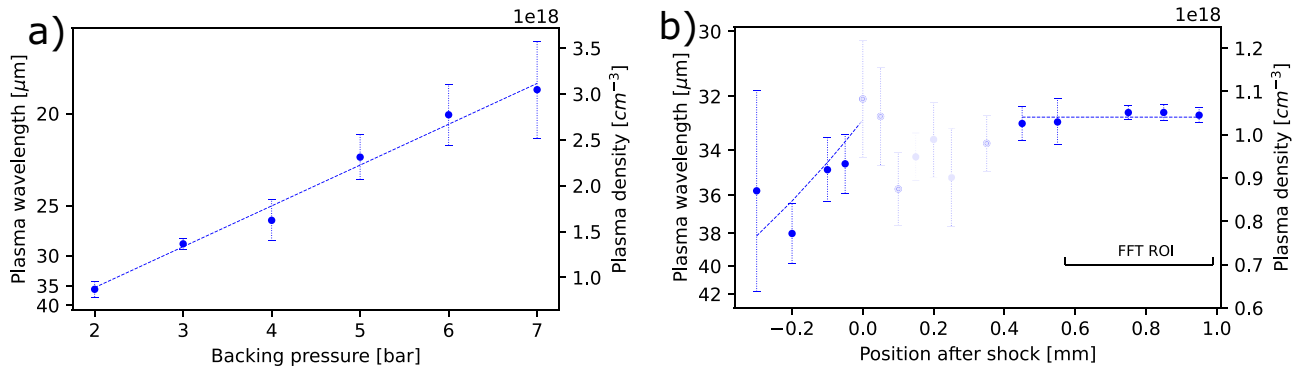 a)
1e18
Plasma wavelength [μm]
20
25
30
35
40
3.5
3.0
2.5
2.0
1.5
1.0
Plasma density [cm⁻³]
2 3 4 5 6 7
Backing pressure [bar]
b)
1e18
Plasma wavelength [μm]
30
32
34
36
38
40
42
1.2
1.1
1.0
0.9
0.8
0.7
0.6
Plasma density [cm⁻³]
FFT ROI
−0.2 0.0 0.2 0.4 0.6 0.8 1.0
Position after shock [mm]